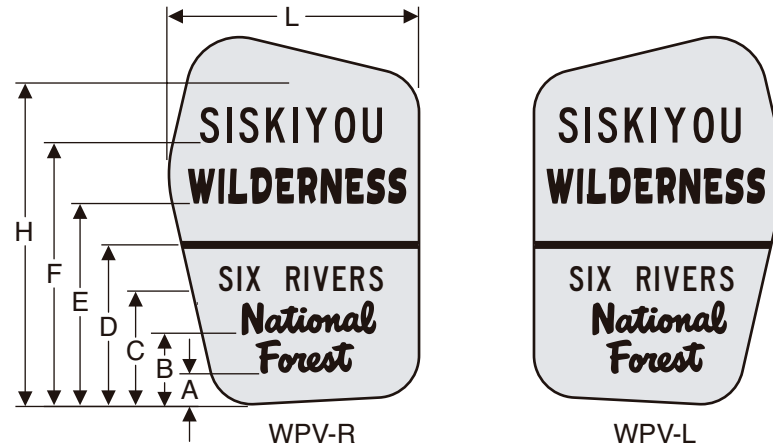 L
SISKIYOU
WILDERNESS
SIX RIVERS
National
Forest
H
F
E
D
C
B
A
WPV-R
SISKIYOU
WILDERNESS
SIX RIVERS
National
Forest
WPV-L